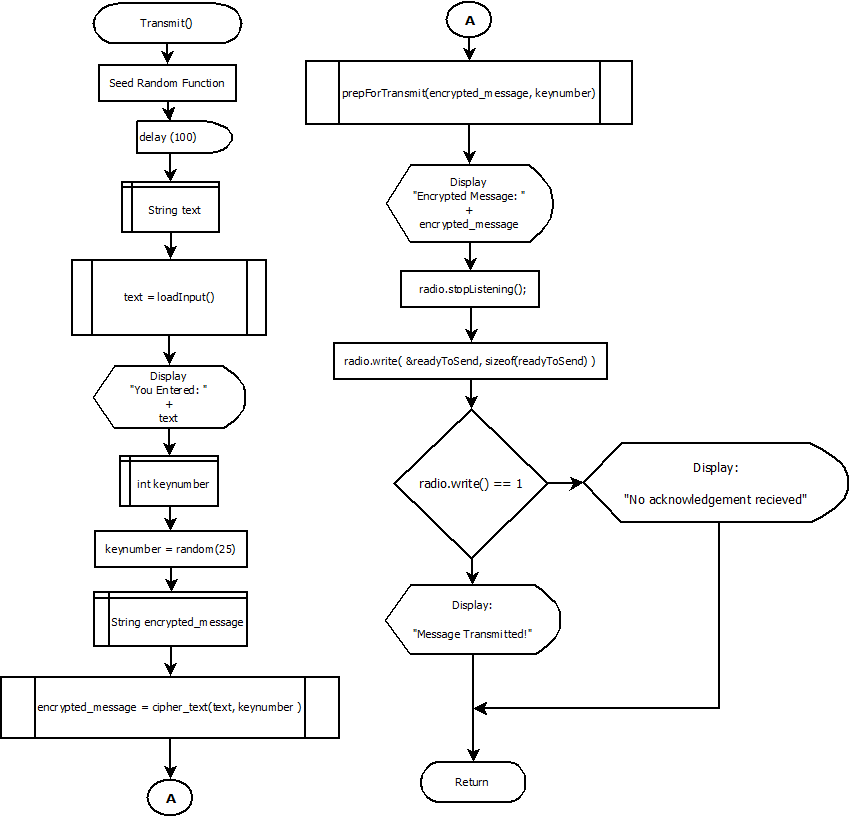 Transmit()
Seed Random Function
delay (100)
String text
text = loadInput()
Display
"You Entered: "
+
text
int keynumber
keynumber = random(25)
String encrypted_message
encrypted_message = cipher_text(text, keynumber )
A
A
prepForTransmit(encrypted_message, keynumber)
Display
"Encrypted Message: "
+
encrypted_message
radio.stopListening();
radio.write( &readyToSend, sizeof(readyToSend) )
radio.write() == 1
Display:
"No acknowledgement recieved"
Display:
"Message Transmitted!"
Return